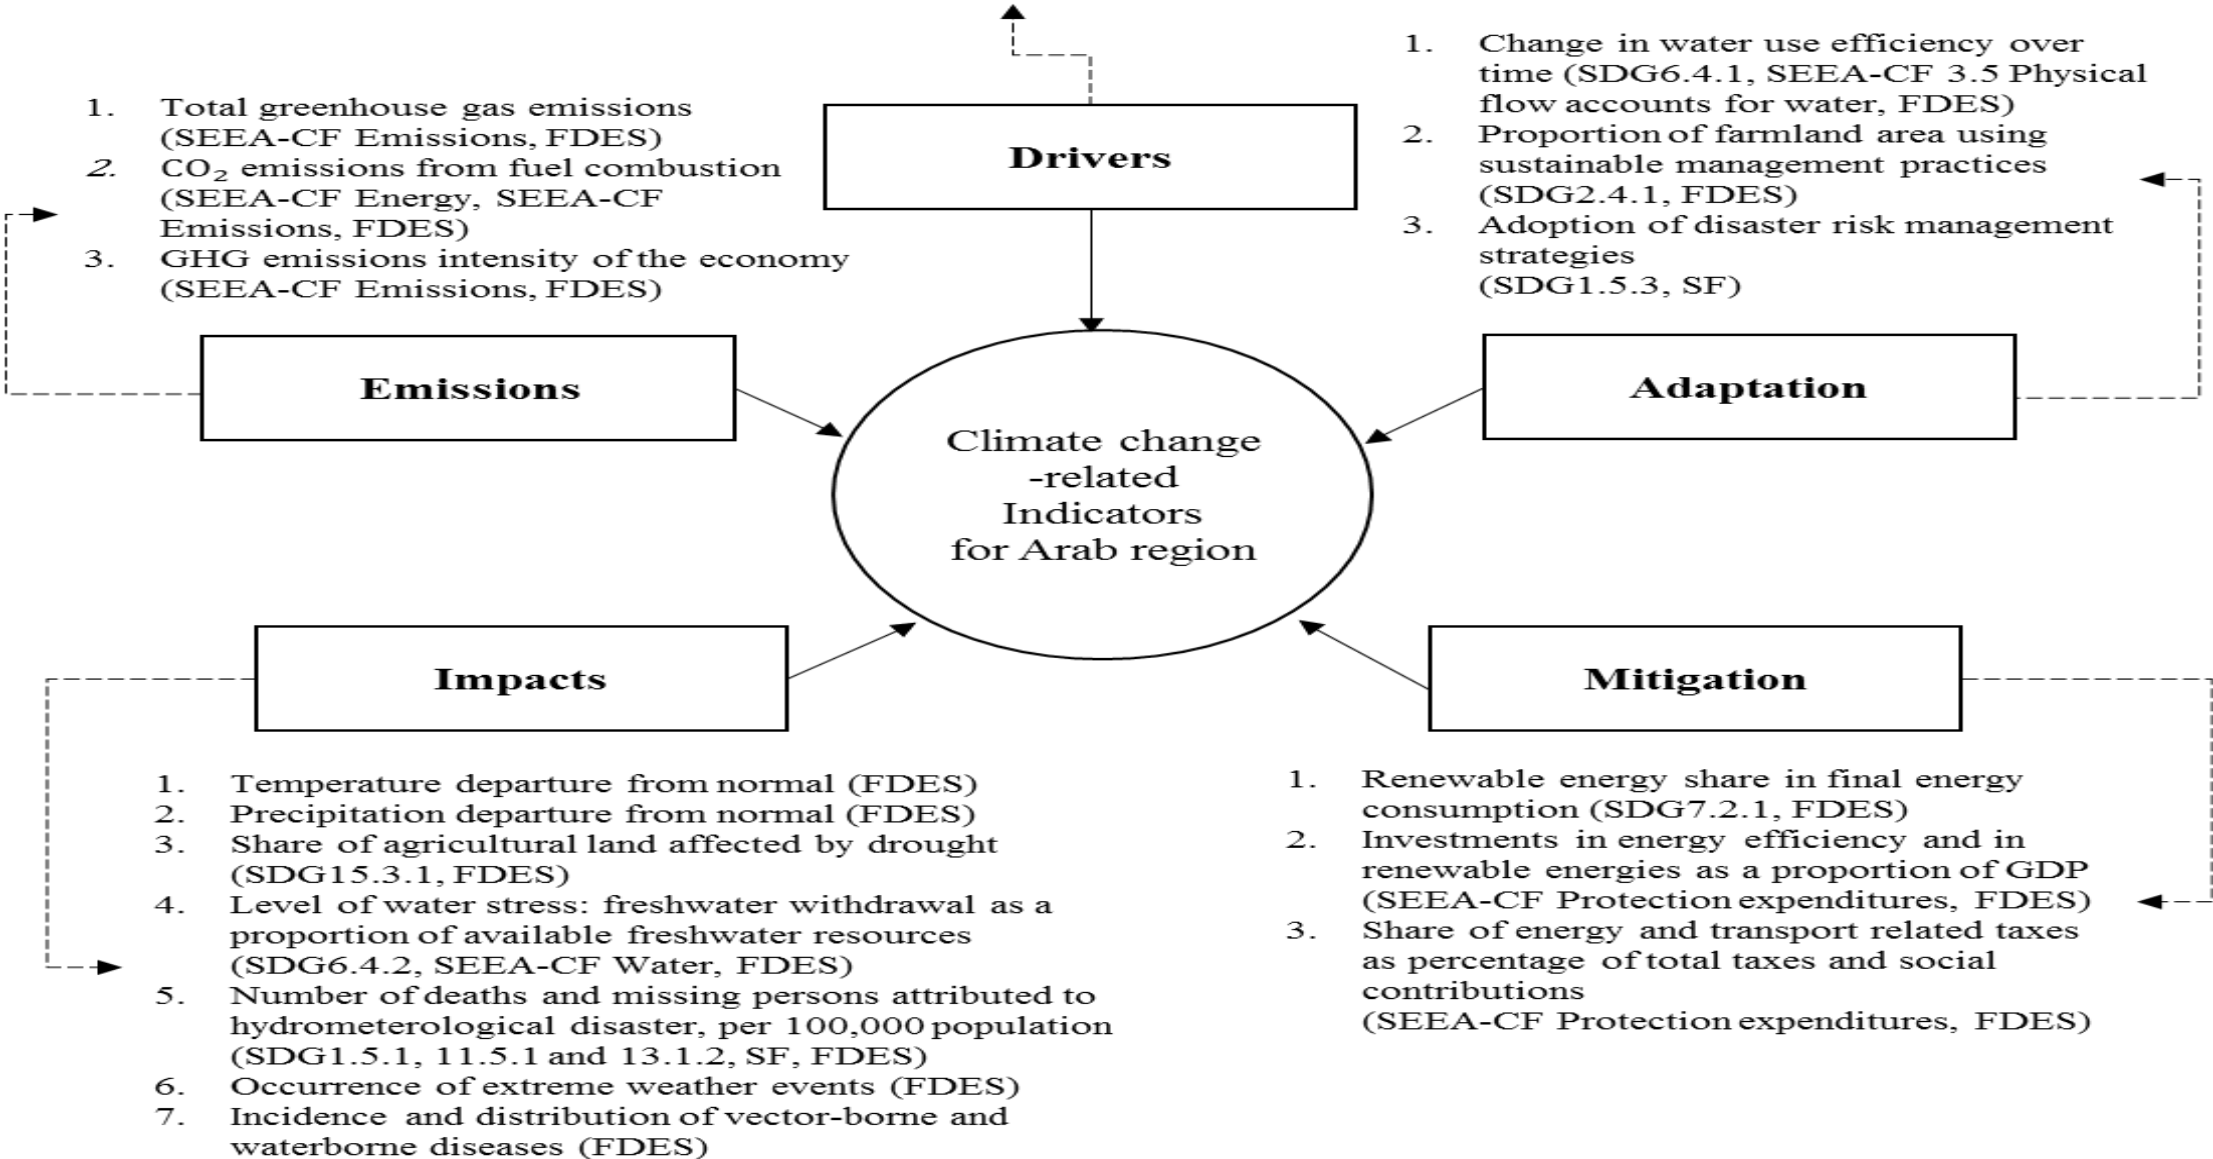 1. Total greenhouse gas emissions
(SEEA-CF Emissions, FDES)
2. CO₂ emissions from fuel combustion
(SEEA-CF Energy, SEEA-CF
Emissions, FDES)
3. GHG emissions intensity of the economy
(SEEA-CF Emissions, FDES)
Drivers
1. Change in water use efficiency over
time (SDG6.4.1, SEEA-CF 3.5 Physical
flow accounts for water, FDES)
2. Proportion of farmland area using
sustainable management practices
(SDG2.4.1, FDES)
3. Adoption of disaster risk management
strategies
(SDG1.5.3, SF)
Emissions
Adaptation
Climate change
-related
Indicators
for Arab region
Impacts
Mitigation
1. Temperature departure from normal (FDES)
2. Precipitation departure from normal (FDES)
3. Share of agricultural land affected by drought
(SDG15.3.1, FDES)
4. Level of water stress: freshwater withdrawal as a
proportion of available freshwater resources
(SDG6.4.2, SEEA-CF Water, FDES)
5. Number of deaths and missing persons attributed to
hydrometerological disaster, per 100,000 population
(SDG1.5.1, 11.5.1 and 13.1.2, SF, FDES)
6. Occurrence of extreme weather events (FDES)
7. Incidence and distribution of vector-borne and
waterborne diseases (FDES)
1. Renewable energy share in final energy
consumption (SDG7.2.1, FDES)
2. Investments in energy efficiency and in
renewable energies as a proportion of GDP
(SEEA-CF Protection expenditures, FDES)
3. Share of energy and transport related taxes
as percentage of total taxes and social
contributions
(SEEA-CF Protection expenditures, FDES)